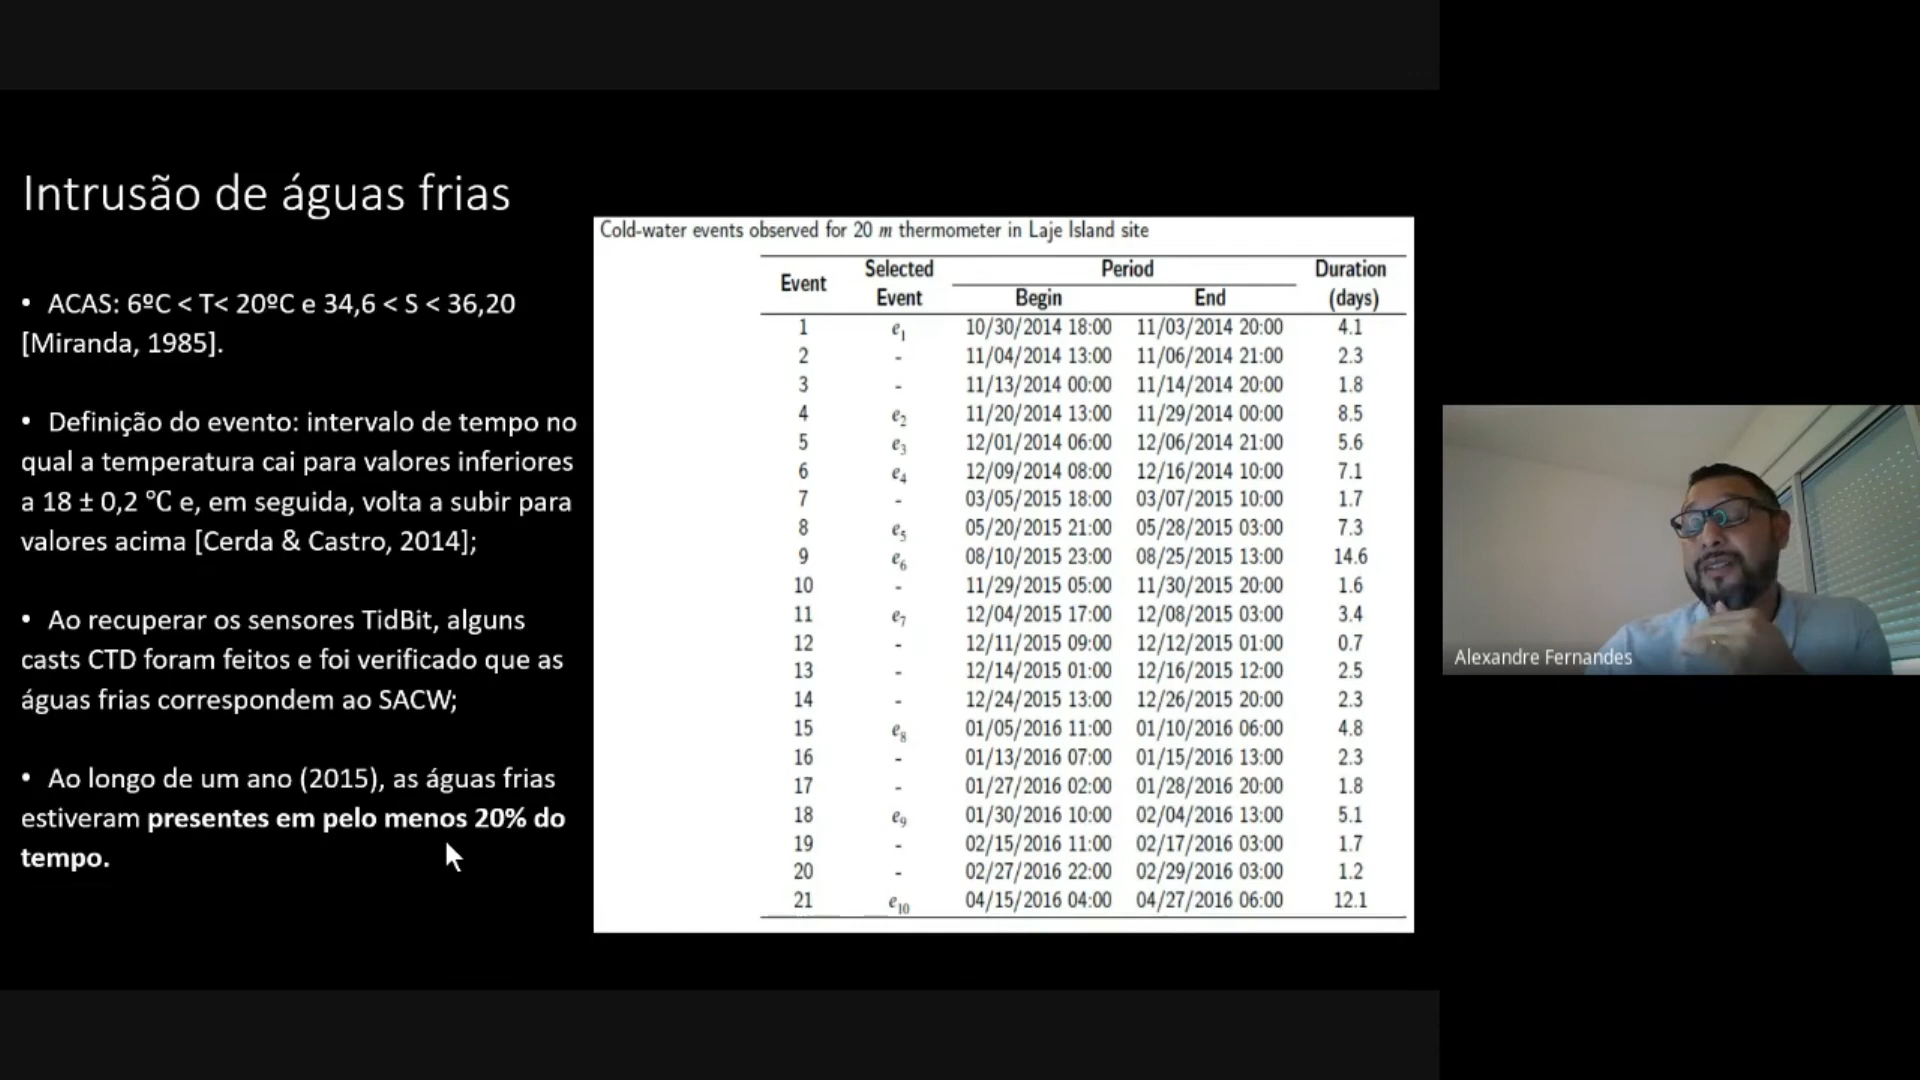 Intrusão de águas frias
• ACAS: 6ºC < T< 20ºC e 34,6 < S < 36,20
[Miranda, 1985].
• Definição do evento: intervalo de tempo no
qual a temperatura cai para valores inferiores
a 18 ± 0,2 °C e, em seguida, volta a subir para
valores acima [Cerda & Castro, 2014];
• Ao recuperar os sensores TidBit, alguns
casts CTD foram feitos e foi verificado que as
águas frias correspondem ao SACW;
• Ao longo de um ano (2015), as águas frias
estiveram presentes em pelo menos 20% do
tempo.
Cold-water events observed for 20 m thermometer in Laje Island site
Event Selected Event Period Duration (days)
Begin End
1 e1 10/30/2014 18:00 11/03/2014 20:00 4.1
2 - 11/04/2014 13:00 11/06/2014 21:00 2.3
3 - 11/13/2014 00:00 11/14/2014 20:00 1.8
4 e2 11/20/2014 13:00 11/29/2014 00:00 8.5
5 e3 12/01/2014 06:00 12/06/2014 21:00 5.6
6 e4 12/09/2014 08:00 12/16/2014 10:00 7.1
7 - 03/05/2015 18:00 03/07/2015 10:00 1.7
8 e5 05/20/2015 21:00 05/28/2015 03:00 7.3
9 e6 08/10/2015 23:00 08/25/2015 13:00 14.6
10 - 11/29/2015 05:00 11/30/2015 20:00 1.6
11 e7 12/04/2015 17:00 12/08/2015 03:00 3.4
12 - 12/11/2015 09:00 12/12/2015 01:00 0.7
13 - 12/14/2015 01:00 12/16/2015 12:00 2.5
14 - 12/24/2015 13:00 12/26/2015 20:00 2.3
15 e8 01/05/2016 11:00 01/10/2016 06:00 4.8
16 - 01/13/2016 07:00 01/15/2016 13:00 2.3
17 - 01/27/2016 02:00 01/28/2016 20:00 1.8
18 e9 01/30/2016 10:00 02/04/2016 13:00 5.1
19 - 02/15/2016 11:00 02/17/2016 03:00 1.7
20 - 02/27/2016 22:00 02/29/2016 03:00 1.2
21 e10 04/15/2016 04:00 04/27/2016 06:00 12.1
Alexandre Fernandes